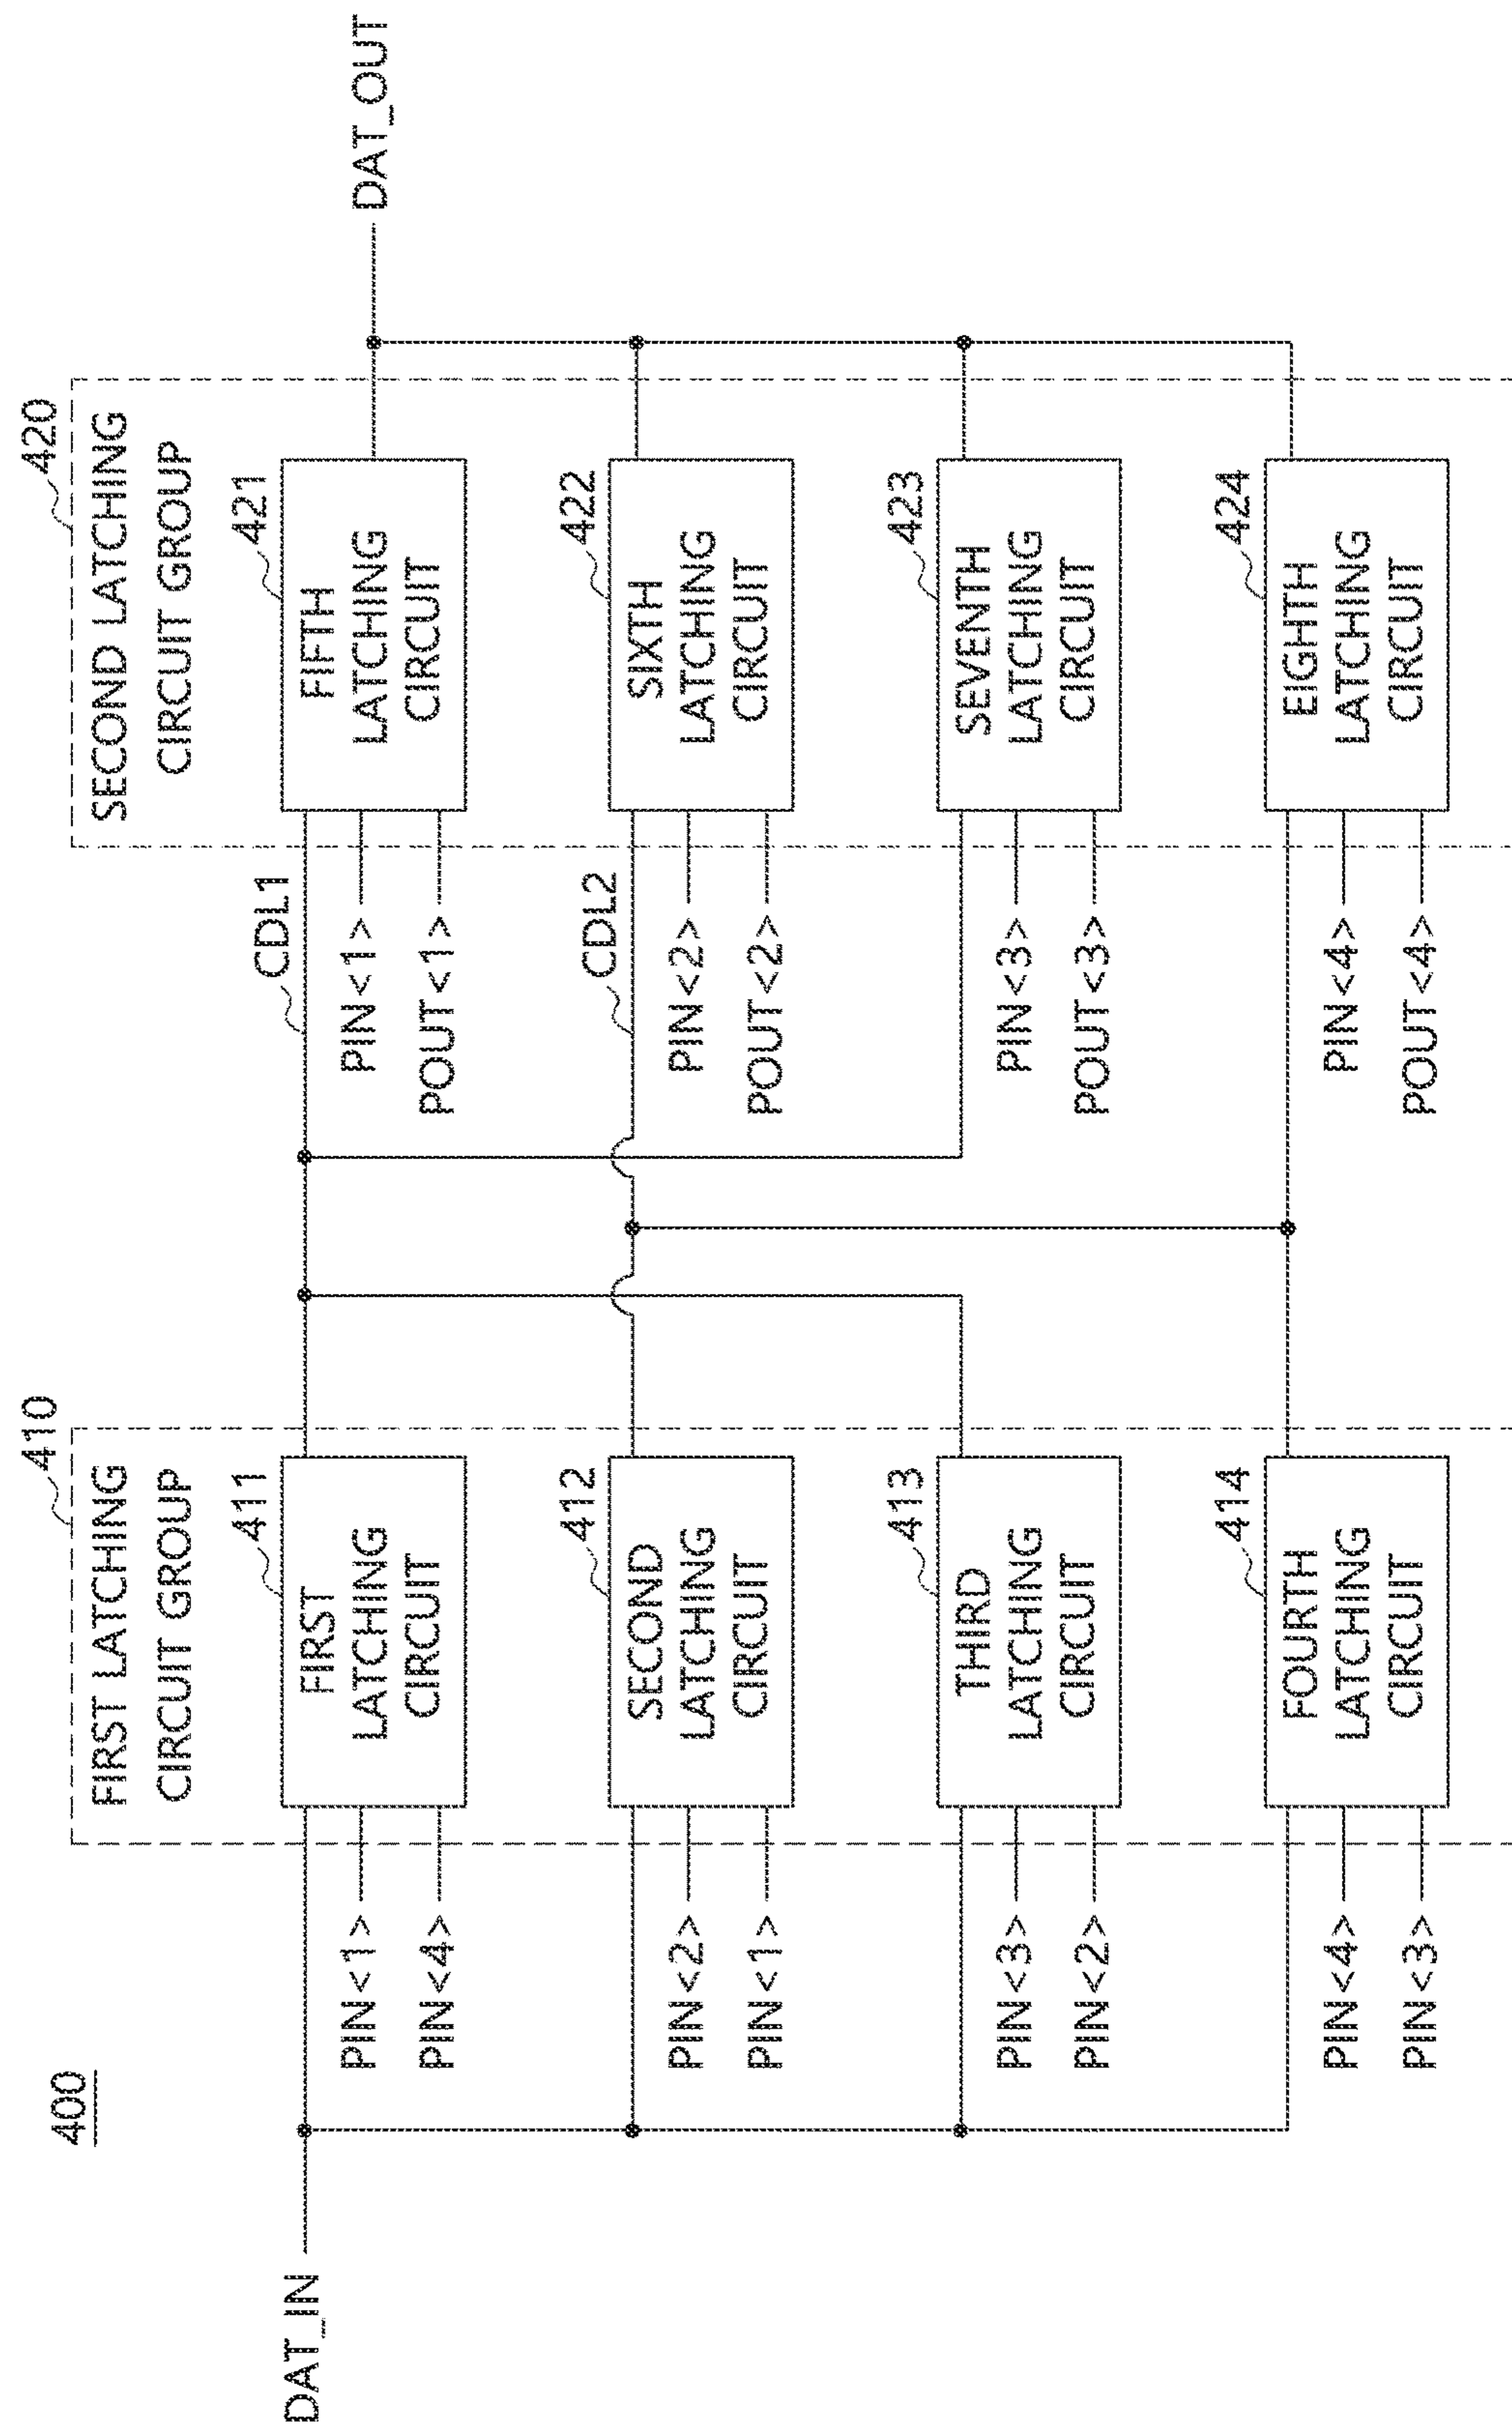 400
FIRST LATCHING
CIRCUIT GROUP
410
SECOND LATCHING
CIRCUIT GROUP
420
DAT_IN
DAT_OUT
411
FIRST
LATCHING
CIRCUIT
PIN<1>
PIN<4>
CDL1
421
FIFTH
LATCHING
CIRCUIT
PIN<1>
POUT<1>
412
SECOND
LATCHING
CIRCUIT
PIN<2>
PIN<1>
CDL2
422
SIXTH
LATCHING
CIRCUIT
PIN<2>
POUT<2>
413
THIRD
LATCHING
CIRCUIT
PIN<3>
PIN<2>
423
SEVENTH
LATCHING
CIRCUIT
PIN<3>
POUT<3>
414
FOURTH
LATCHING
CIRCUIT
PIN<4>
PIN<3>
424
EIGHTH
LATCHING
CIRCUIT
PIN<4>
POUT<4>